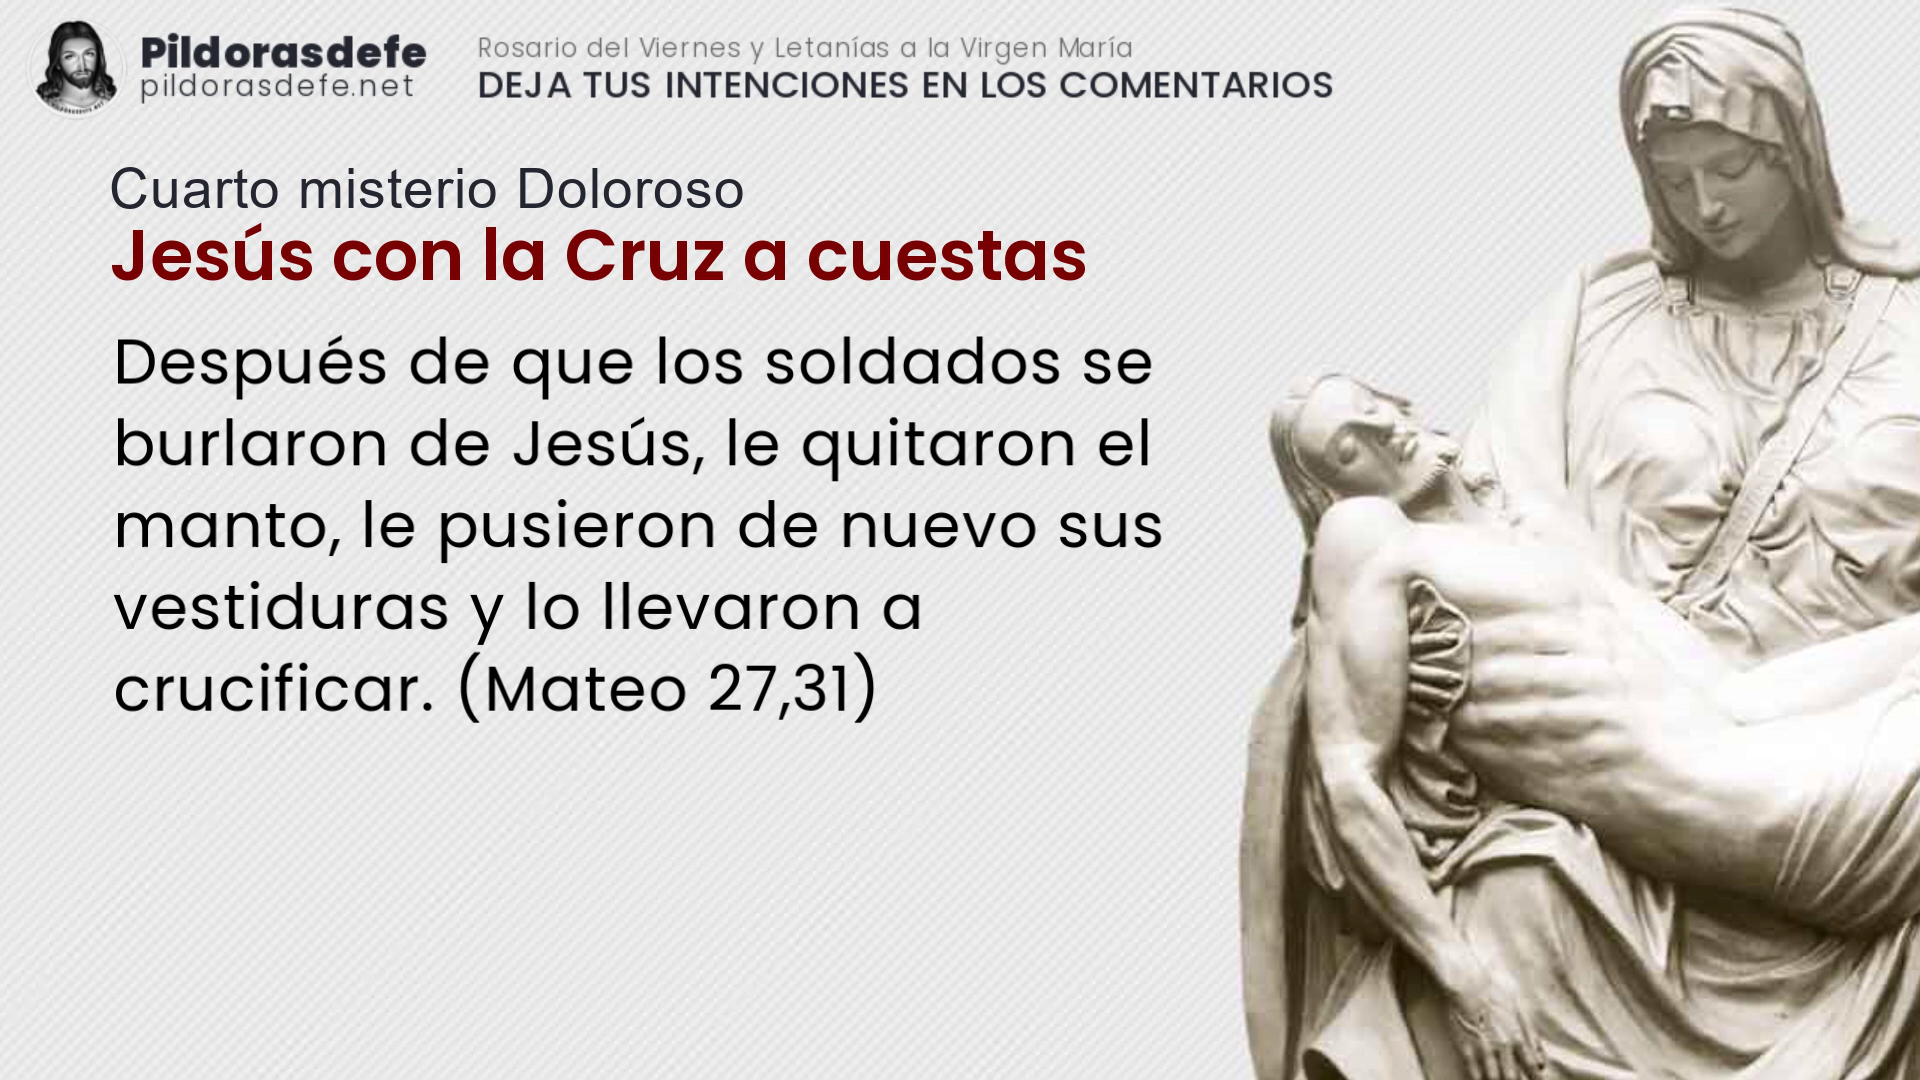 Pildorasdefe
pildorasdefe.net
Rosario del Viernes y Letanías a la Virgen María
DEJA TUS INTENCIONES EN LOS COMENTARIOS
Cuarto misterio Doloroso
Jesús con la Cruz a cuestas
Después de que los soldados se
burlaron de Jesús, le quitaron el
manto, le pusieron de nuevo sus
vestiduras y lo llevaron a
crucificar. (Mateo 27,31)